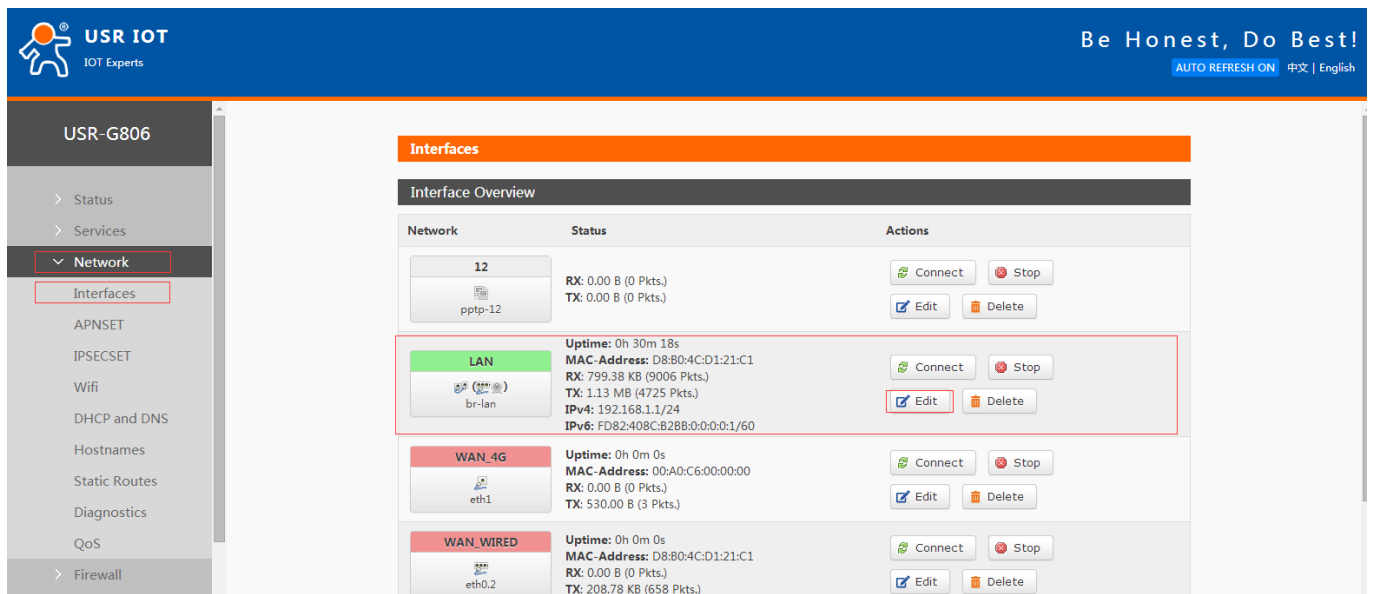 ®
USR IOT
IOT Experts
Be Honest, Do Best!
AUTO REFRESH ON 中文 | English
USR-G806
Status
Services
Network
Interfaces
APNSET
IPSECSET
Wifi
DHCP and DNS
Hostnames
Static Routes
Diagnostics
QoS
Firewall
Interfaces
Interface Overview
Network Status Actions
12
pptp-12
RX: 0.00 B (0 Pkts.)
TX: 0.00 B (0 Pkts.)
Connect Stop
Edit Delete
LAN
( )
br-lan
Uptime: 0h 30m 18s
MAC-Address: D8:B0:4C:D1:21:C1
RX: 799.38 KB (9006 Pkts.)
TX: 1.13 MB (4725 Pkts.)
IPv4: 192.168.1.1/24
IPv6: FD82:408C:B2BB:0:0:0:0:1/60
Connect Stop
Edit Delete
WAN_4G
eth1
Uptime: 0h 0m 0s
MAC-Address: 00:A0:C6:00:00:00
RX: 0.00 B (0 Pkts.)
TX: 530.00 B (3 Pkts.)
Connect Stop
Edit Delete
WAN_WIRED
eth0.2
Uptime: 0h 0m 0s
MAC-Address: D8:B0:4C:D1:21:C1
RX: 0.00 B (0 Pkts.)
TX: 208.78 KB (658 Pkts.)
Connect Stop
Edit Delete